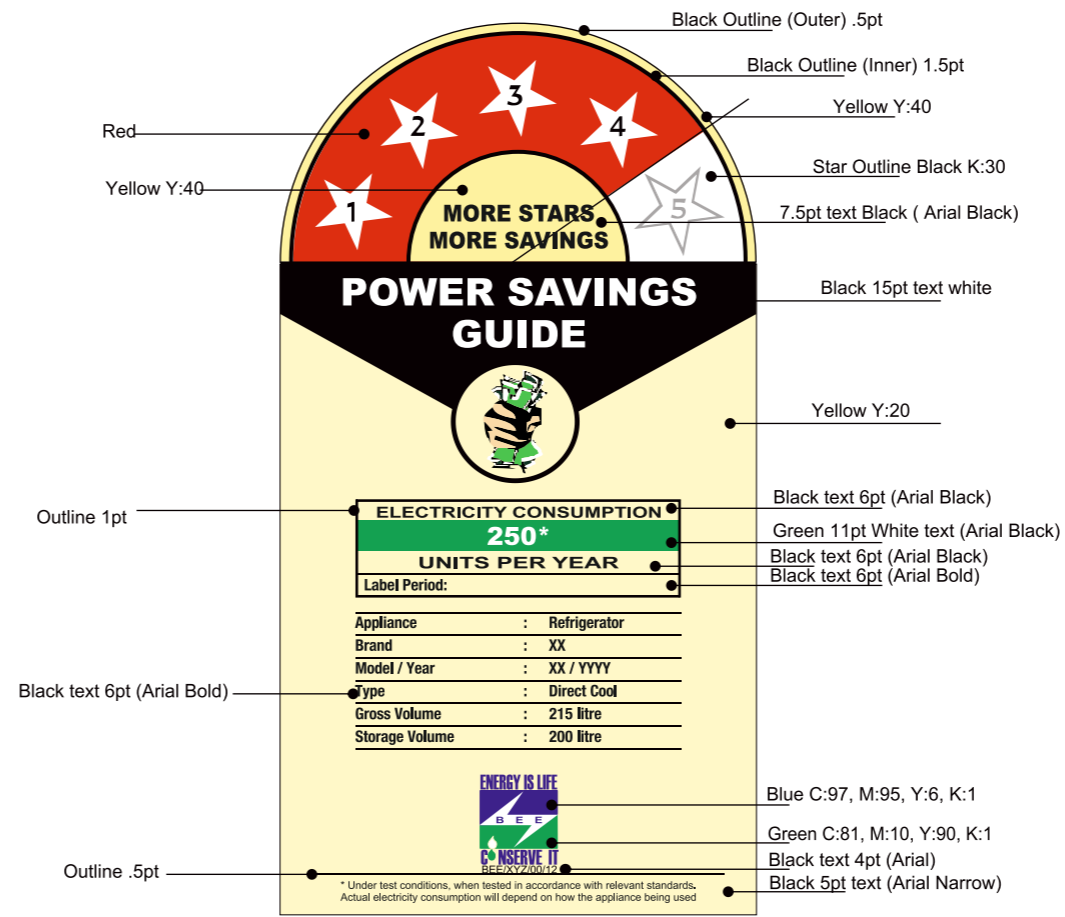 Black Outline (Outer) .5pt
Black Outline (Inner) 1.5pt
Yellow Y:40
Red
Star Outline Black K:30
Yellow Y:40
7.5pt text Black ( Arial Black)
1
2
3
4
5
MORE STARS
MORE SAVINGS
POWER SAVINGS
GUIDE
Black 15pt text white
Yellow Y:20
Outline 1pt
ELECTRICITY CONSUMPTION
250*
UNITS PER YEAR
Label Period:
Black text 6pt (Arial Black)
Green 11pt White text (Arial Black)
Black text 6pt (Arial Black)
Black text 6pt (Arial Bold)
Appliance : Refrigerator
Brand : XX
Model / Year : XX / YYYY
Type : Direct Cool
Gross Volume : 215 litre
Storage Volume : 200 litre
Black text 6pt (Arial Bold)
ENERGY IS LIFE
BEE
CONSERVE IT
BEE/XYZ/00/12
Blue C:97, M:95, Y:6, K:1
Green C:81, M:10, Y:90, K:1
Black text 4pt (Arial)
Black 5pt text (Arial Narrow)
Outline .5pt
* Under test conditions, when tested in accordance with relevant standards.
Actual electricity consumption will depend on how the appliance being used